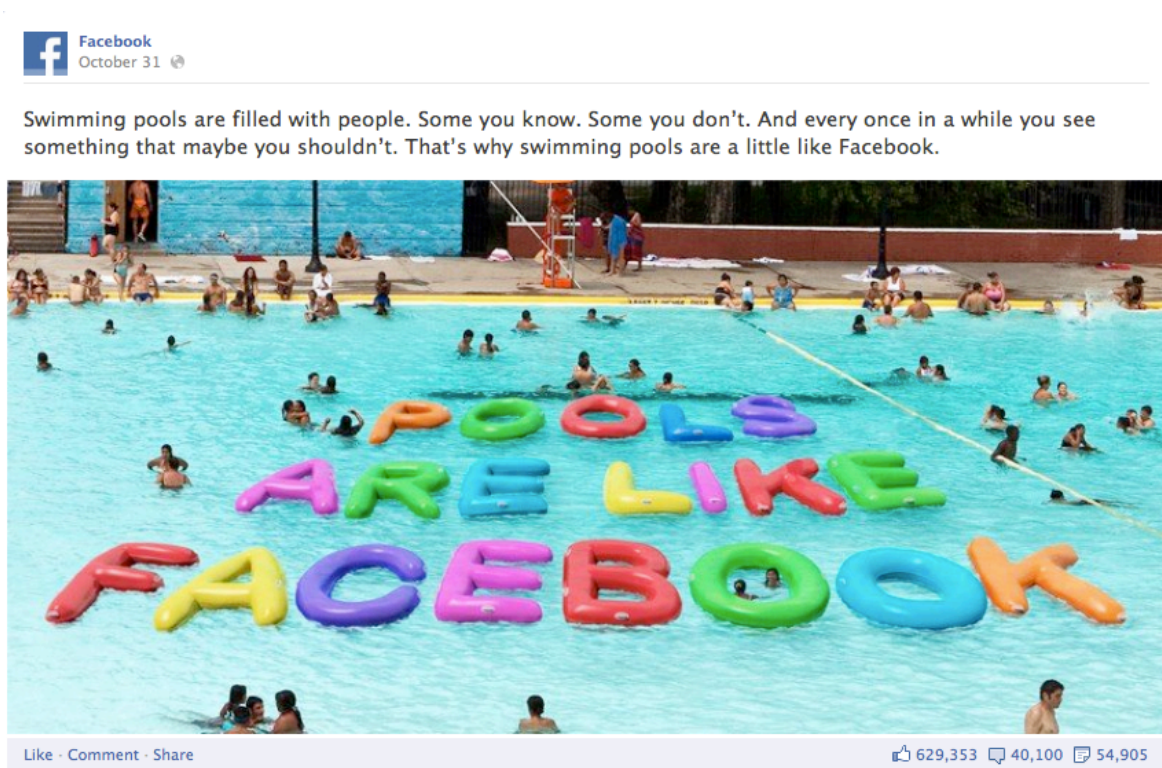 Facebook
October 31
Swimming pools are filled with people. Some you know. Some you don't. And every once in a while you see
something that maybe you shouldn't. That's why swimming pools are a little like Facebook.
POOLS
ARE LIKE
FACEBOOK
Like · Comment · Share 629,353 40,100 54,905